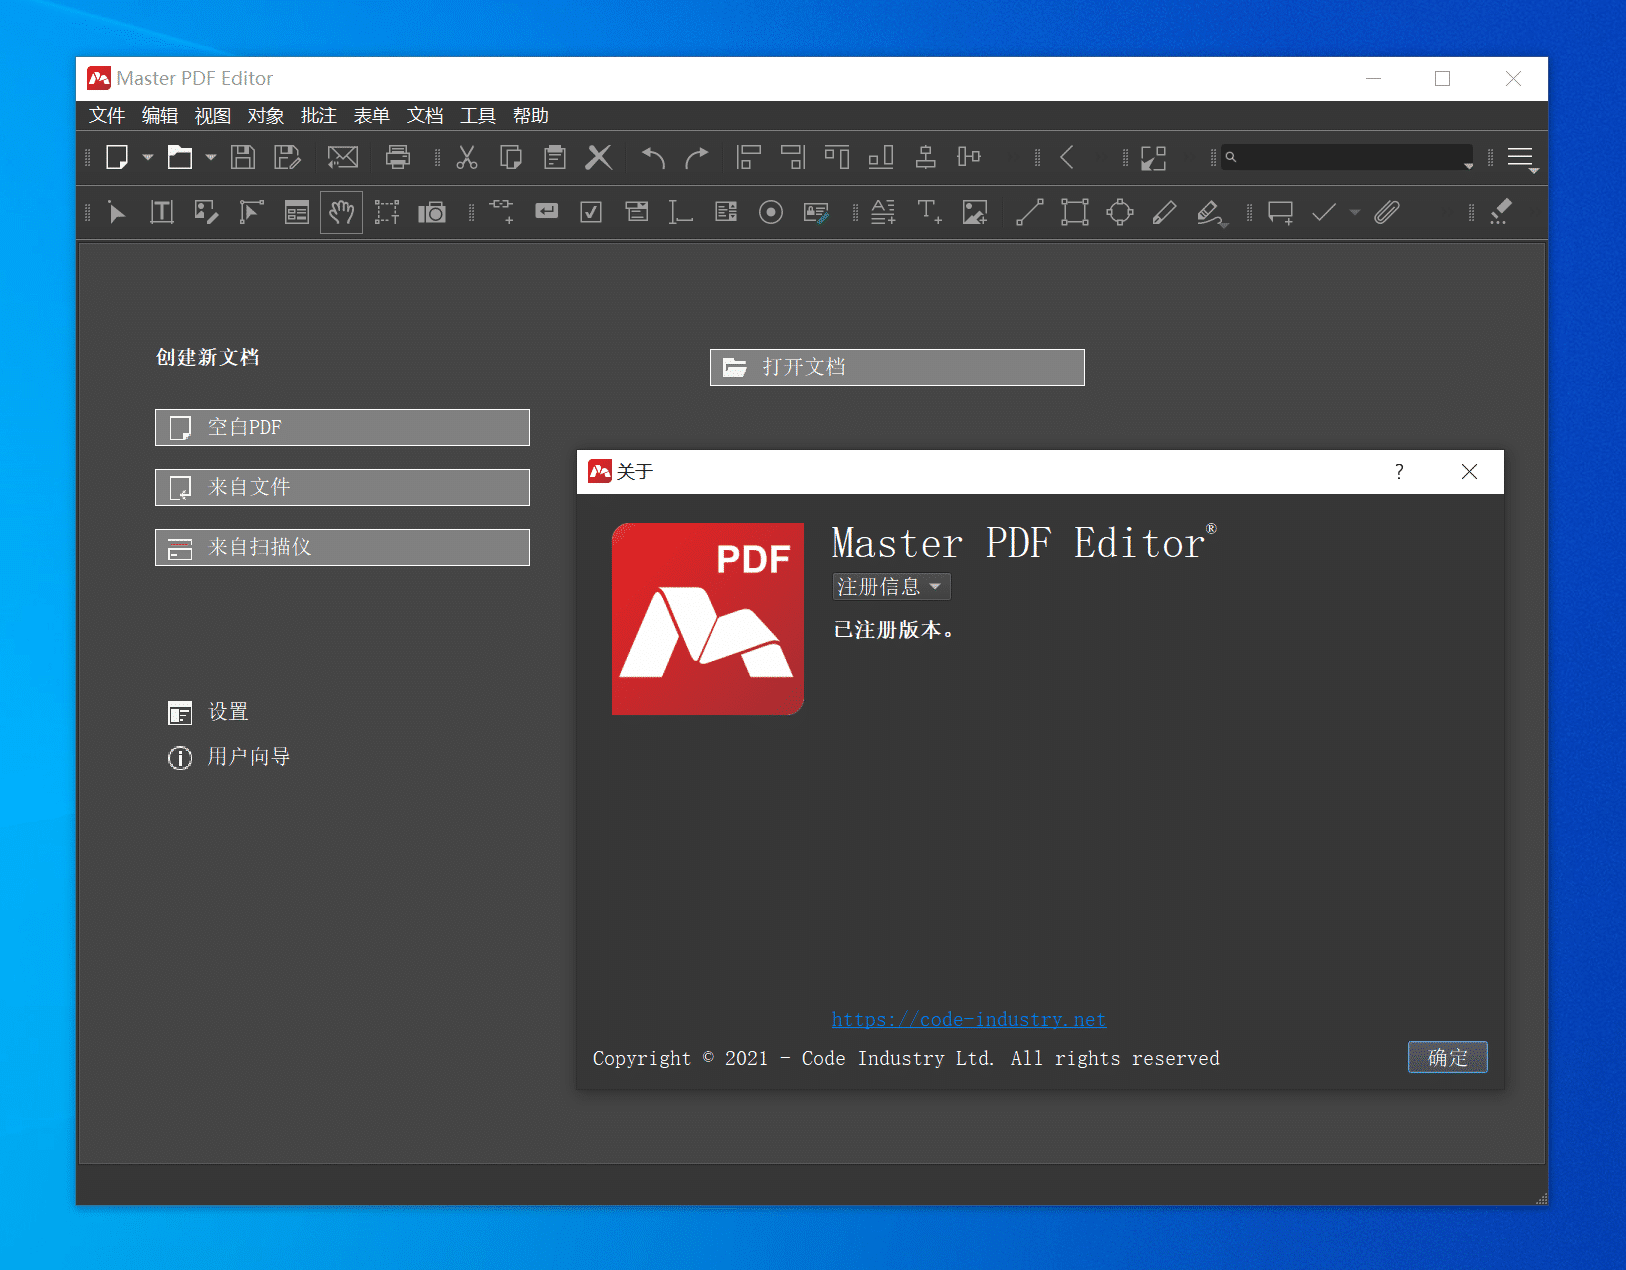 Master PDF Editor
文件 编辑 视图 对象 批注 表单 文档 工具 帮助
创建新文档
打开文档
空白PDF
来自文件
来自扫描仪
设置
用户向导
关于
?
PDF
Master PDF Editor®
注册信息
已注册版本。
https://code-industry.net
Copyright © 2021 - Code Industry Ltd. All rights reserved
确定